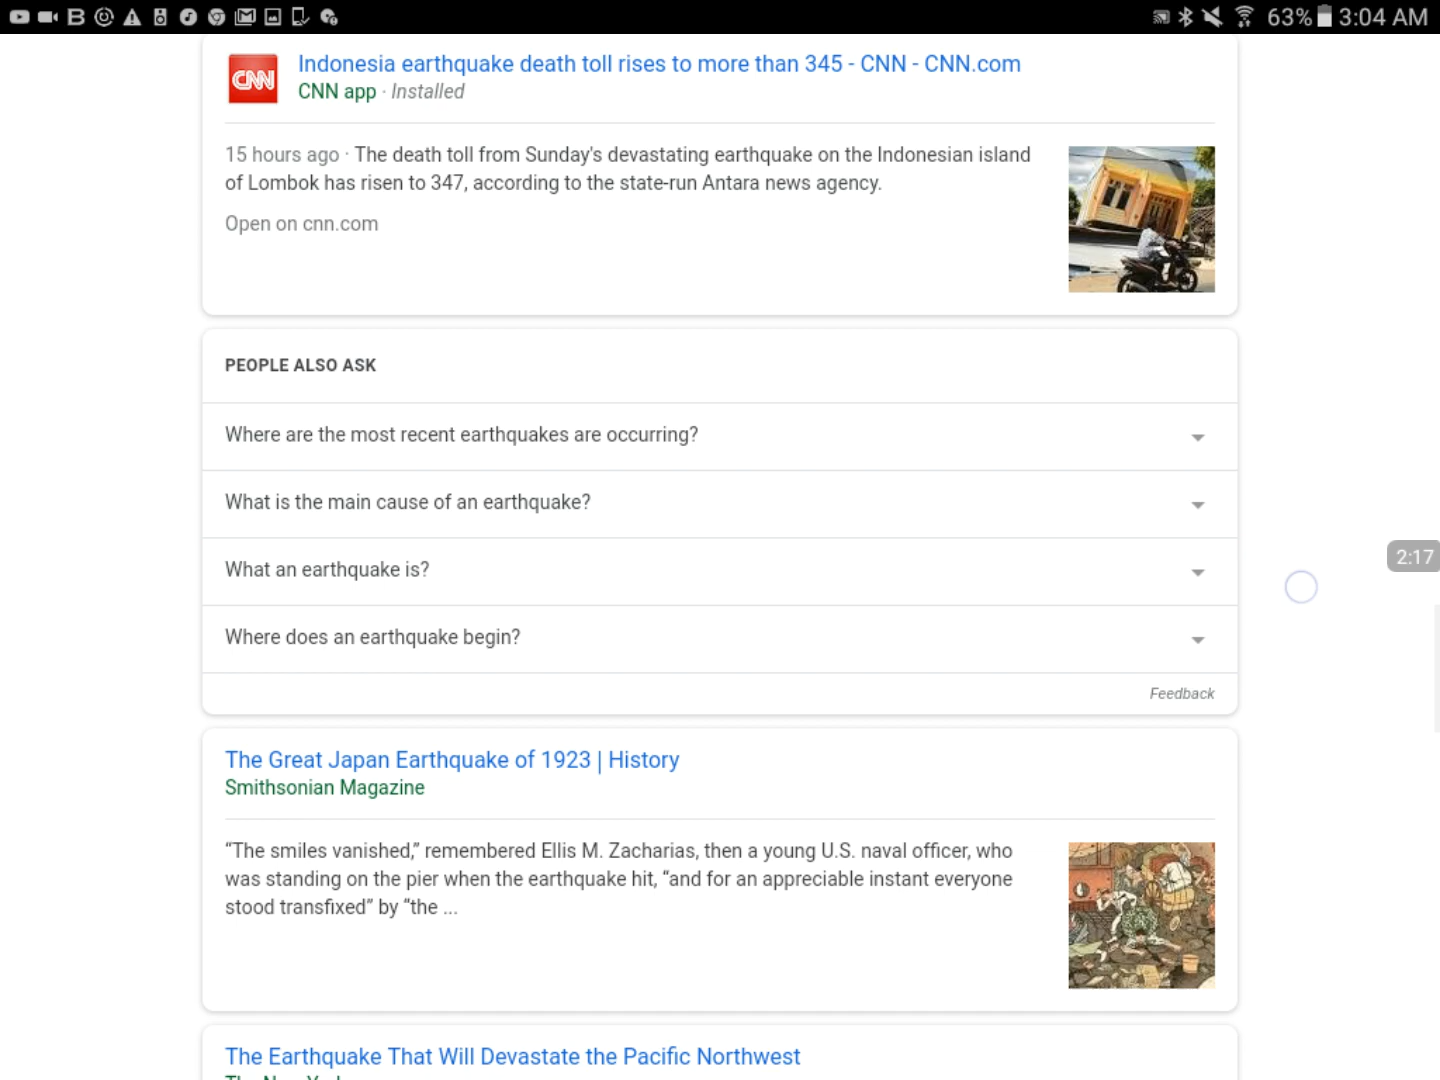 63% 3:04 AM
CNN
Indonesia earthquake death toll rises to more than 345 - CNN - CNN.com
CNN app · Installed
15 hours ago · The death toll from Sunday's devastating earthquake on the Indonesian island
of Lombok has risen to 347, according to the state-run Antara news agency.
Open on cnn.com
PEOPLE ALSO ASK
Where are the most recent earthquakes are occurring?
What is the main cause of an earthquake?
What an earthquake is?
2:17
Where does an earthquake begin?
Feedback
The Great Japan Earthquake of 1923 | History
Smithsonian Magazine
“The smiles vanished,” remembered Ellis M. Zacharias, then a young U.S. naval officer, who
was standing on the pier when the earthquake hit, “and for an appreciable instant everyone
stood transfixed” by “the ...
The Earthquake That Will Devastate the Pacific Northwest